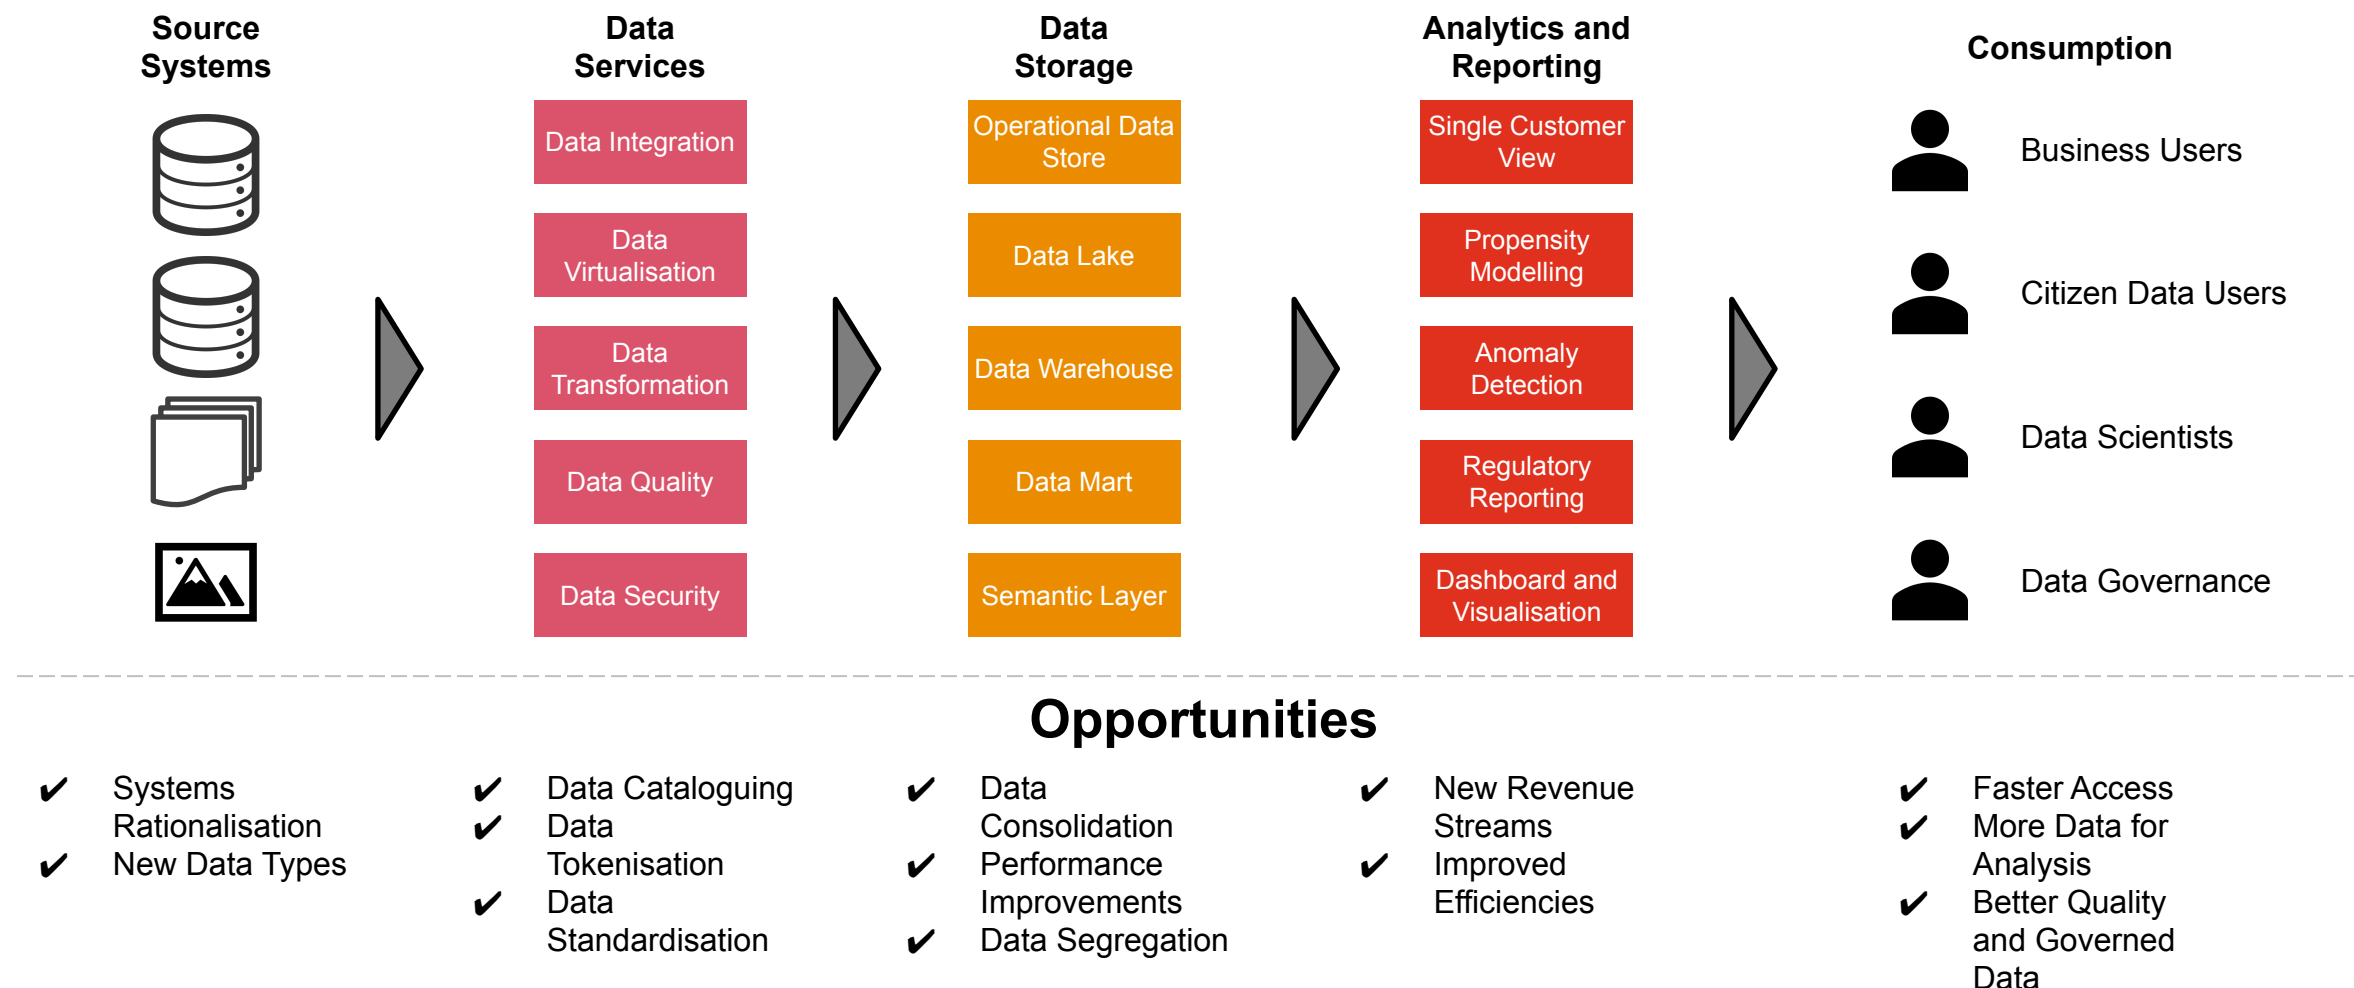 Source
Systems
Data
Services
Data
Storage
Analytics and
Reporting
Consumption
Data Integration
Data
Virtualisation
Data
Transformation
Data Quality
Data Security
Operational Data
Store
Data Lake
Data Warehouse
Data Mart
Semantic Layer
Single Customer
View
Propensity
Modelling
Anomaly
Detection
Regulatory
Reporting
Dashboard and
Visualisation
Business Users
Citizen Data Users
Data Scientists
Data Governance
Opportunities
✔ Systems
Rationalisation
✔ New Data Types
✔ Data Cataloguing
✔ Data
Tokenisation
✔ Data
Standardisation
✔ Data
Consolidation
✔ Performance
Improvements
✔ Data Segregation
✔ New Revenue
Streams
✔ Improved
Efficiencies
✔ Faster Access
✔ More Data for
Analysis
✔ Better Quality
and Governed
Data